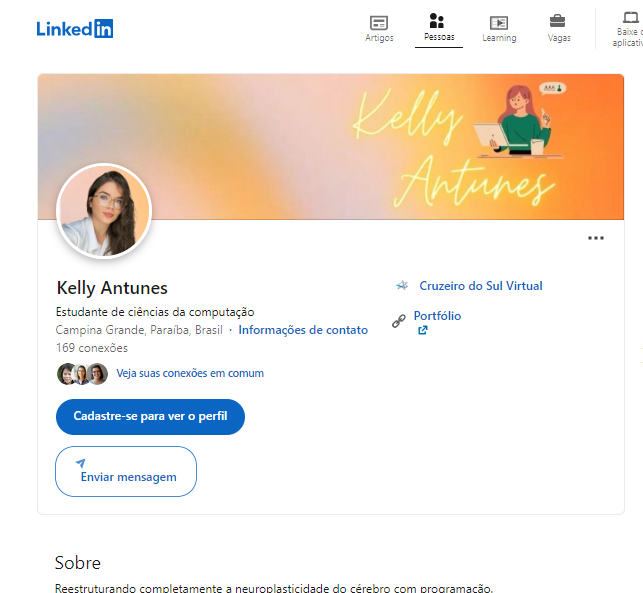 LinkedIn
Artigos
Pessoas
Learning
Vagas
Baixe
aplicativ
Kelly
Antunes
Kelly Antunes
Estudante de ciências da computação
Campina Grande, Paraíba, Brasil · Informações de contato
169 conexões
Veja suas conexões em comum
Cadastre-se para ver o perfil
Enviar mensagem
Cruzeiro do Sul Virtual
Portfólio
Sobre
Reestruturando completamente a neuroplasticidade do cérebro com programação.